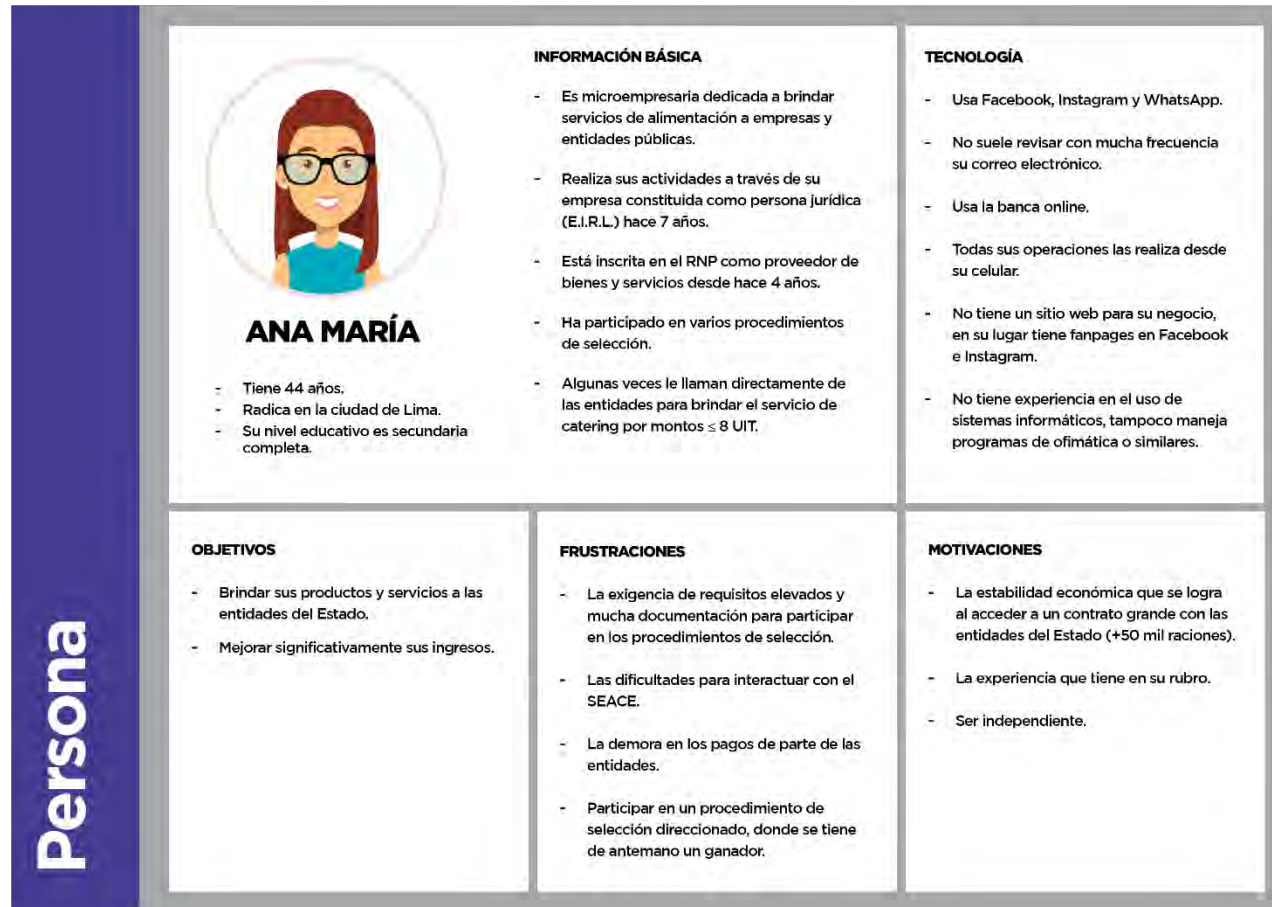 Persona
ANA MARÍA
- Tiene 44 años.
- Radica en la ciudad de Lima.
- Su nivel educativo es secundaria
completa.
INFORMACIÓN BÁSICA
- Es microempresaria dedicada a brindar
servicios de alimentación a empresas y
entidades públicas.
- Realiza sus actividades a través de su
empresa constituida como persona jurídica
(E.I.R.L.) hace 7 años.
- Está inscrita en el RNP como proveedor de
bienes y servicios desde hace 4 años.
- Ha participado en varios procedimientos
de selección.
- Algunas veces le llaman directamente de
las entidades para brindar el servicio de
catering por montos ≤ 8 UIT.
TECNOLOGÍA
- Usa Facebook, Instagram y WhatsApp.
- No suele revisar con mucha frecuencia
su correo electrónico.
- Usa la banca online.
- Todas sus operaciones las realiza desde
su celular.
- No tiene un sitio web para su negocio,
en su lugar tiene fanpages en Facebook
e Instagram.
- No tiene experiencia en el uso de
sistemas informáticos, tampoco maneja
programas de ofimática o similares.
OBJETIVOS
- Brindar sus productos y servicios a las
entidades del Estado.
- Mejorar significativamente sus ingresos.
FRUSTRACIONES
- La exigencia de requisitos elevados y
mucha documentación para participar
en los procedimientos de selección.
- Las dificultades para interactuar con el
SEACE.
- La demora en los pagos de parte de las
entidades.
- Participar en un procedimiento de
selección direccionado, donde se tiene
de antemano un ganador.
MOTIVACIONES
- La estabilidad económica que se logra
al acceder a un contrato grande con las
entidades del Estado (+50 mil raciones).
- La experiencia que tiene en su rubro.
- Ser independiente.